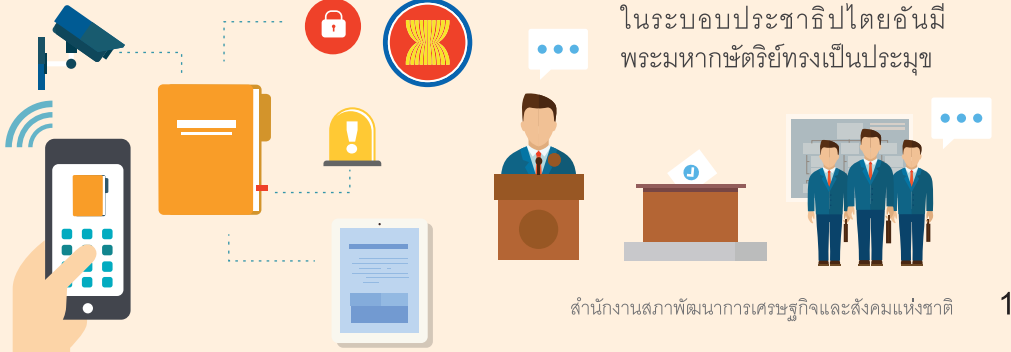 ในระบอบประชาธิปไตยอันมี
พระมหากษัตริย์ทรงเป็นประมุข
สำนักงานสภาพัฒนาการเศรษฐกิจและสังคมแห่งชาติ 1